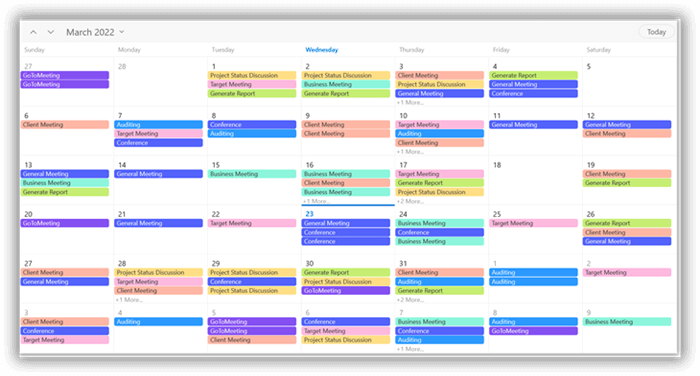 March 2022
Today
Sunday Monday Tuesday Wednesday Thursday Friday Saturday
27 28 1 2 3 4 5
GoToMeeting Project Status Discussion Project Status Discussion Client Meeting Generate Report
GoToMeeting Target Meeting Business Meeting Project Status Discussion General Meeting
Generate Report Generate Report General Meeting Conference
+1 More...
6 7 8 9 10 11 12
Client Meeting Auditing Conference Client Meeting Target Meeting General Meeting General Meeting
Target Meeting Auditing Client Meeting Auditing Client Meeting
Conference Client Meeting
+1 More...
13 14 15 16 17 18 19
General Meeting General Meeting Business Meeting Business Meeting Target Meeting Client Meeting
Business Meeting Client Meeting Generate Report Generate Report
Generate Report Business Meeting Project Status Discussion
+1 More... +2 More...
20 21 22 23 24 25 26
GoToMeeting General Meeting Target Meeting General Meeting Business Meeting Target Meeting Generate Report
Conference Conference Client Meeting
Conference Business Meeting General Meeting
27 28 29 30 31 1 2
Client Meeting Project Status Discussion Project Status Discussion Generate Report Client Meeting Auditing Target Meeting
General Meeting Target Meeting Conference Project Status Discussion Auditing Auditing
Client Meeting Project Status Discussion GoToMeeting Generate Report
+1 More... +2 More...
3 4 5 6 7 8 9
Client Meeting Auditing GoToMeeting Conference Business Meeting Auditing Business Meeting
Conference GoToMeeting Target Meeting Conference GoToMeeting
Target Meeting Client Meeting Project Status Discussion Auditing
+1 More...